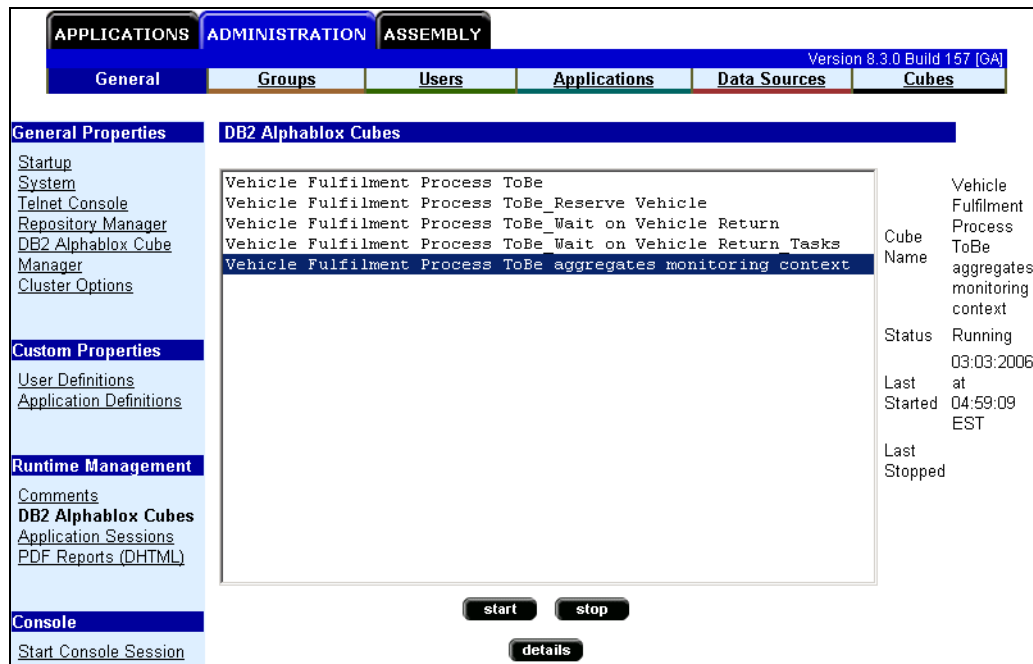 APPLICATIONS ADMINISTRATION ASSEMBLY
Version 8.3.0 Build 157 [GA]
General Groups Users Applications Data Sources Cubes
General Properties
Startup
System
Telnet Console
Repository Manager
DB2 Alphablox Cube
Manager
Cluster Options
Custom Properties
User Definitions
Application Definitions
Runtime Management
Comments
DB2 Alphablox Cubes
Application Sessions
PDF Reports (DHTML)
Console
Start Console Session
DB2 Alphablox Cubes
Vehicle Fulfilment Process ToBe
Vehicle Fulfilment Process ToBe_Reserve Vehicle
Vehicle Fulfilment Process ToBe_Wait on Vehicle Return
Vehicle Fulfilment Process ToBe_Wait on Vehicle Return_Tasks
Vehicle Fulfilment Process ToBe aggregates monitoring context
start stop
details
Cube
Name
Vehicle
Fulfilment
Process
ToBe
aggregates
monitoring
context
Status Running
Last
Started
03:03:2006
at
04:59:09
EST
Last
Stopped